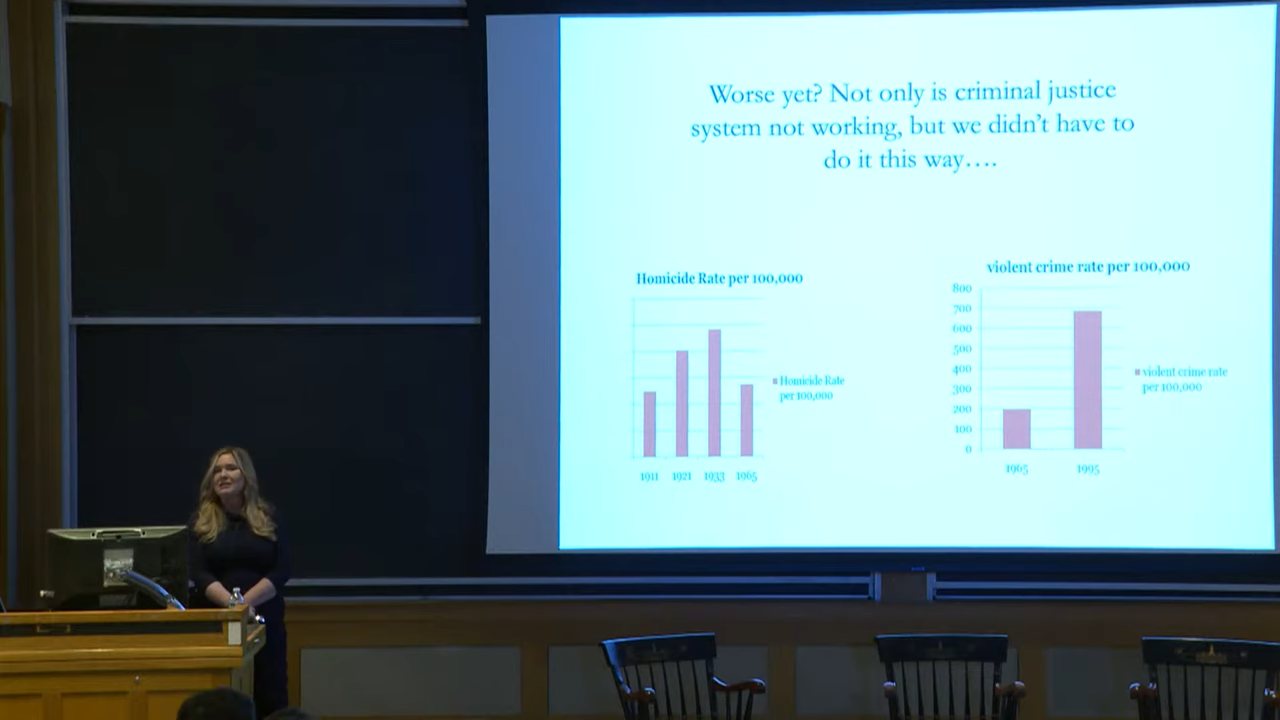 Worse yet? Not only is criminal justice
system not working, but we didn't have to
do it this way....
Homicide Rate per 100,000
Homicide Rate
per 100,000
1911 1921 1933 1965
violent crime rate per 100,000
800
700
600
500
400
300
200
100
0
violent crime rate
per 100,000
1965 1995